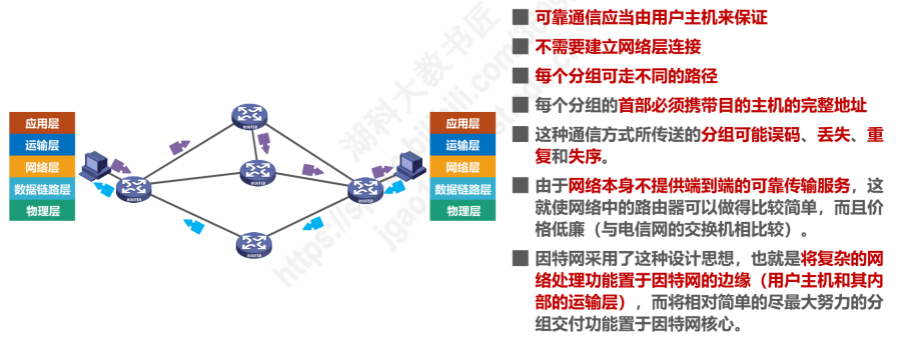 可靠通信应当由用户主机来保证
不需要建立网络层连接
每个分组可走不同的路径
每个分组的首部必须携带目的主机的完整地址
这种通信方式所传送的分组可能误码、丢失、重
复和失序。
由于网络本身不提供端到端的可靠传输服务，这
就使网络中的路由器可以做得比较简单，而且价
格低廉（与电信网的交换机相比较）。
因特网采用了这种设计思想，也就是将复杂的网
络处理功能置于因特网的边缘（用户主机和其内
部的运输层），而将相对简单的尽最大努力的分
组交付功能置于因特网核心。
应用层
运输层
网络层
数据链路层
物理层
应用层
运输层
网络层
数据链路层
物理层
ROUTER
ROUTER
ROUTER
ROUTER
ROUTER
湖科大教书匠